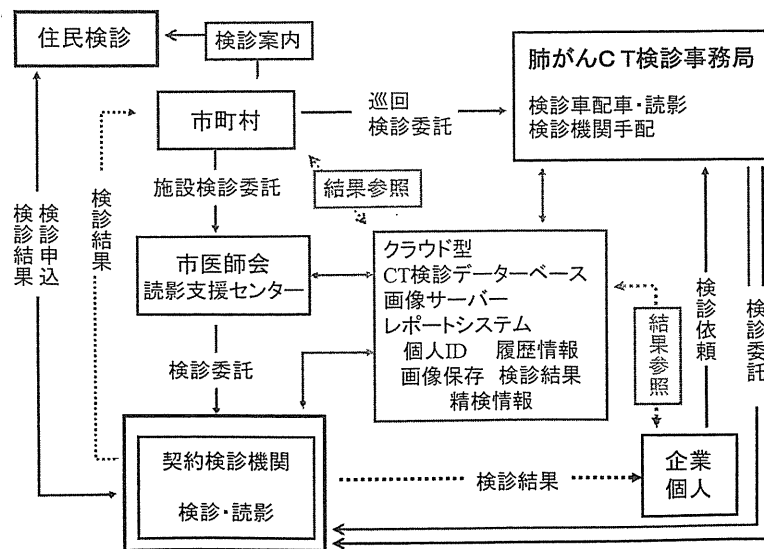 住民検診
検診案内
肺がんCT検診事務局
検診車配車・読影
検診機関手配
市町村
巡回
検診委託
施設検診委託
結果参照
検診申込
検診結果
検診結果
市医師会
読影支援センター
クラウド型
CT検診データーベース
画像サーバー
レポートシステム
個人ID 履歴情報
画像保存 検診結果
精検情報
検診依頼
検診委託
結果参照
検診委託
契約検診機関
検診・読影
検診結果
企業
個人